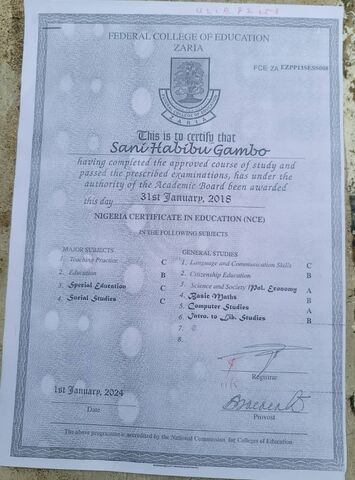 FEDERAL COLLEGE OF EDUCATION
ZARIA
FCE ZA EZPP13SESS008
ZARIA
This is to certify that
Sani Habibu Gambo
having completed the approved course of study and
passed the prescribed examinations, has under the
authority of the Academic Board been awarded
this day 31st January, 2018
NIGERIA CERTIFICATE IN EDUCATION (NCE)
IN THE FOLLOWING SUBJECTS
MAJOR SUBJECTS
1. Teaching Practice C
2. Education B
3. Special Education C
4. Social Studies C
GENERAL STUDIES
1. Language and Communication Skills C
2. Citizenship Education B
3. Science and Society /Pol. Economy A
4. Basic Maths B
5. Computer Studies A
6. Intro. to Lib. Studies B
7.
8.
Registrar
1st January, 2024
Date
Provost
The above programme is accredited by the National Commission for Colleges of Education